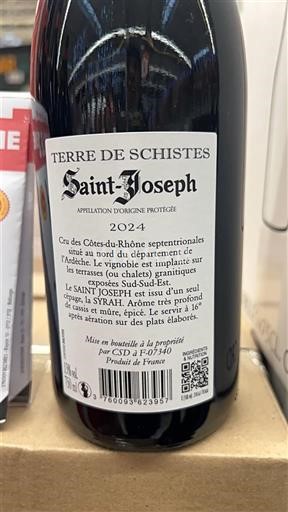 TERRE DE SCHISTES
Saint-Joseph
APPELLATION D'ORIGINE PROTÉGÉE
2024
Cru des Côtes-du-Rhône septentrionales
situé au nord du département de
l'Ardèche. Le vignoble est implanté sur
les terrasses (ou chalets) granitiques
exposées Sud-Sud-Est.
Le SAINT JOSEPH est issu d'un seul
cépage, la SYRAH. Arôme très profond
de cassis et mûre, épicé. Le servir à 16°
après aération sur des plats élaborés.
Mise en bouteille à la propriété
par CSD à F-07340
Produit de France
INGREDIENTS
& NUTRITION
3 760093 623957